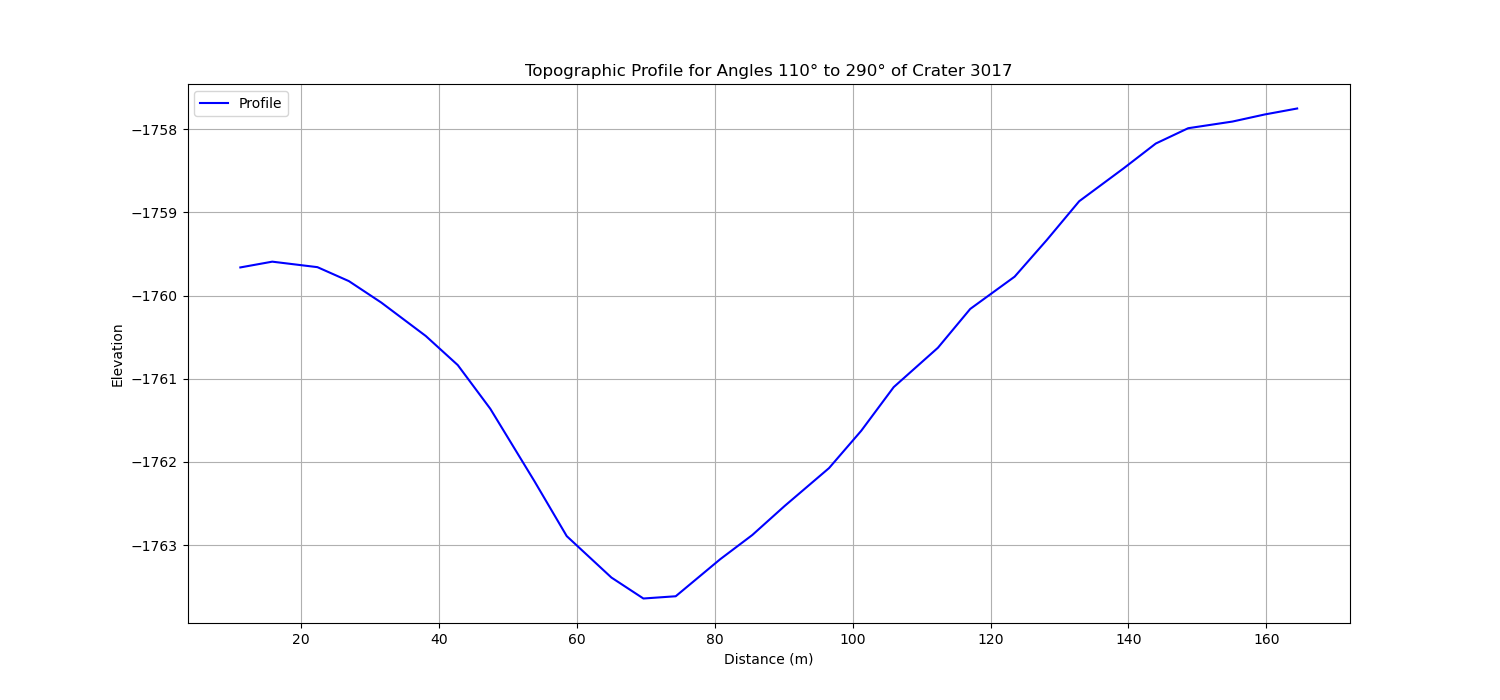 Topographic Profile for Angles 110° to 290° of Crater 3017
Profile
−1758
−1759
−1760
−1761
−1762
−1763
Elevation
20 40 60 80 100 120 140 160
Distance (m)